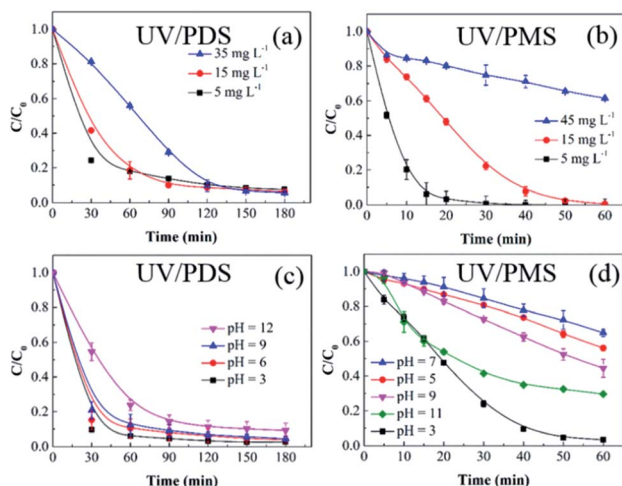 UV/PDS (a)
35 mg L⁻¹
15 mg L⁻¹
5 mg L⁻¹
C/C₀
1.0
0.8
0.6
0.4
0.2
0.0
0 30 60 90 120 150 180
Time (min)
UV/PMS (b)
45 mg L⁻¹
15 mg L⁻¹
5 mg L⁻¹
C/C₀
1.0
0.8
0.6
0.4
0.2
0.0
0 10 20 30 40 50 60
Time (min)
UV/PDS (c)
pH = 12
pH = 9
pH = 6
pH = 3
C/C₀
1.0
0.8
0.6
0.4
0.2
0.0
0 30 60 90 120 150 180
Time (min)
UV/PMS (d)
pH = 7
pH = 5
pH = 9
pH = 11
pH = 3
C/C₀
1.0
0.8
0.6
0.4
0.2
0.0
0 10 20 30 40 50 60
Time (min)